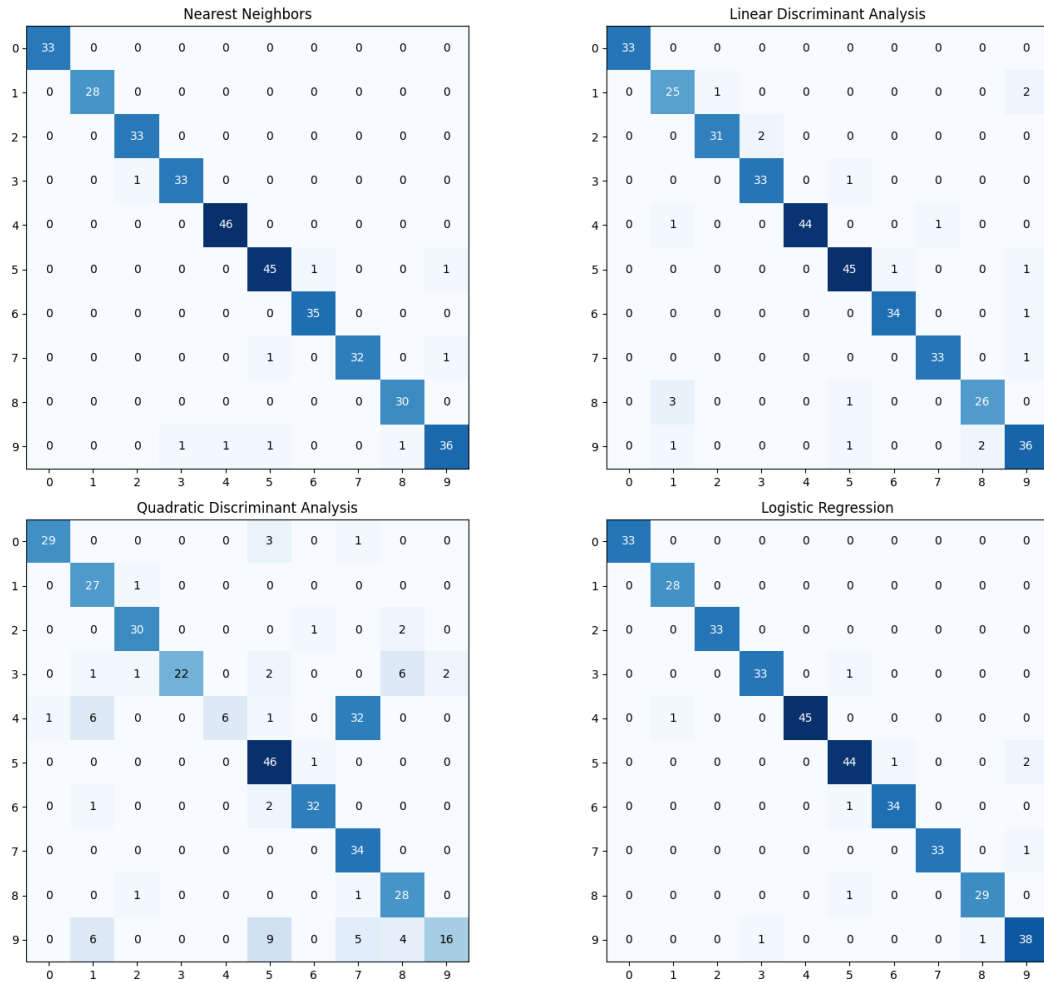 Nearest Neighbors
0 33 0 0 0 0 0 0 0 0 0
1 0 28 0 0 0 0 0 0 0 0
2 0 0 33 0 0 0 0 0 0 0
3 0 0 1 33 0 0 0 0 0 0
4 0 0 0 0 46 0 0 0 0 0
5 0 0 0 0 0 45 1 0 0 1
6 0 0 0 0 0 0 35 0 0 0
7 0 0 0 0 0 1 0 32 0 1
8 0 0 0 0 0 0 0 0 30 0
9 0 0 0 1 1 1 0 0 1 36
0 1 2 3 4 5 6 7 8 9
Linear Discriminant Analysis
0 33 0 0 0 0 0 0 0 0 0
1 0 25 1 0 0 0 0 0 0 2
2 0 0 31 2 0 0 0 0 0 0
3 0 0 0 33 0 1 0 0 0 0
4 0 1 0 0 44 0 0 1 0 0
5 0 0 0 0 0 45 1 0 0 1
6 0 0 0 0 0 0 34 0 0 1
7 0 0 0 0 0 0 0 33 0 1
8 0 3 0 0 0 1 0 0 26 0
9 0 1 0 0 0 1 0 0 2 36
0 1 2 3 4 5 6 7 8 9
Quadratic Discriminant Analysis
0 29 0 0 0 0 3 0 1 0 0
1 0 27 1 0 0 0 0 0 0 0
2 0 0 30 0 0 0 1 0 2 0
3 0 1 1 22 0 2 0 0 6 2
4 1 6 0 0 6 1 0 32 0 0
5 0 0 0 0 0 46 1 0 0 0
6 0 1 0 0 0 2 32 0 0 0
7 0 0 0 0 0 0 0 34 0 0
8 0 0 1 0 0 0 0 1 28 0
9 0 6 0 0 0 9 0 5 4 16
0 1 2 3 4 5 6 7 8 9
Logistic Regression
0 33 0 0 0 0 0 0 0 0 0
1 0 28 0 0 0 0 0 0 0 0
2 0 0 33 0 0 0 0 0 0 0
3 0 0 0 33 0 1 0 0 0 0
4 0 1 0 0 45 0 0 0 0 0
5 0 0 0 0 0 44 1 0 0 2
6 0 0 0 0 0 1 34 0 0 0
7 0 0 0 0 0 0 0 33 0 1
8 0 0 0 0 0 1 0 0 29 0
9 0 0 0 1 0 0 0 0 1 38
0 1 2 3 4 5 6 7 8 9